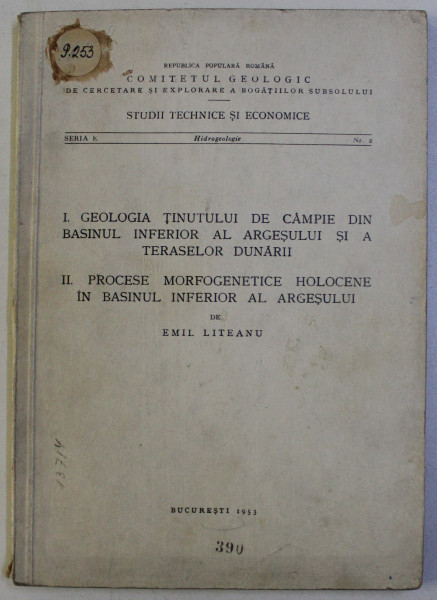 9.253
REPUBLICA POPULARĂ ROMÂNĂ
COMITETUL GEOLOGIC
DE CERCETARE ȘI EXPLORARE A BOGĂȚIILOR SUBSOLULUI
STUDII TECHNICE ȘI ECONOMICE
SERIA E Hidrogeologie Nr. 2
I. GEOLOGIA ȚINUTULUI DE CÂMPIE DIN
BASINUL INFERIOR AL ARGEȘULUI ȘI A
TERASELOR DUNĂRII
II. PROCESE MORFOGENETICE HOLOCENE
ÎN BASINUL INFERIOR AL ARGEȘULUI
DE
EMIL LITEANU
BUCUREȘTI 1953
390